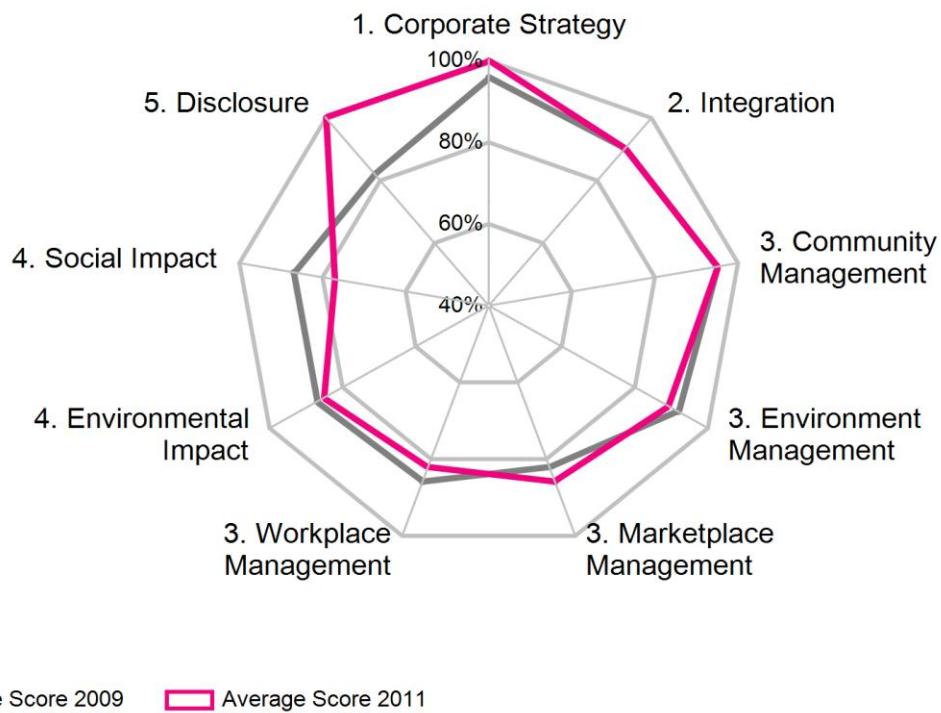 1. Corporate Strategy
100%
5. Disclosure
2. Integration
80%
60%
4. Social Impact
3. Community
Management
40%
4. Environmental
Impact
3. Environment
Management
3. Workplace
Management
3. Marketplace
Management
e Score 2009
Average Score 2011